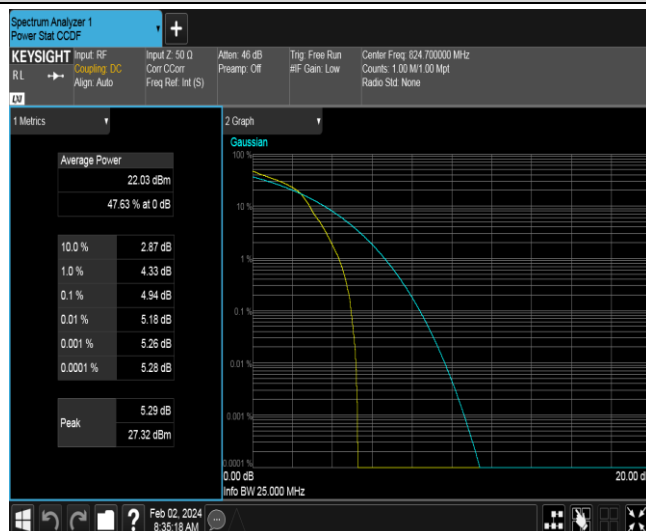 Spectrum Analyzer 1
Power Stat CCDF
+
KEYSIGHT
RL
LXI
Input: RF
Coupling: DC
Align: Auto
Input Z: 50 Ω
Corr CCorr
Freq Ref: Int (S)
Atten: 46 dB
Preamp: Off
Trig: Free Run
#IF Gain: Low
Center Freq: 824.700000 MHz
Counts: 1.00 M/1.00 Mpt
Radio Std: None
1 Metrics
Average Power
22.03 dBm
47.63 % at 0 dB
10.0 % 2.87 dB
1.0 % 4.33 dB
0.1 % 4.94 dB
0.01 % 5.18 dB
0.001 % 5.26 dB
0.0001 % 5.28 dB
Peak
5.29 dB
27.32 dBm
2 Graph
Gaussian
100 %
10 %
1 %
0.1 %
0.01 %
0.001 %
0.0001 %
0.00 dB
20.00 d
Info BW 25.000 MHz
?
Feb 02, 2024
8:35:18 AM